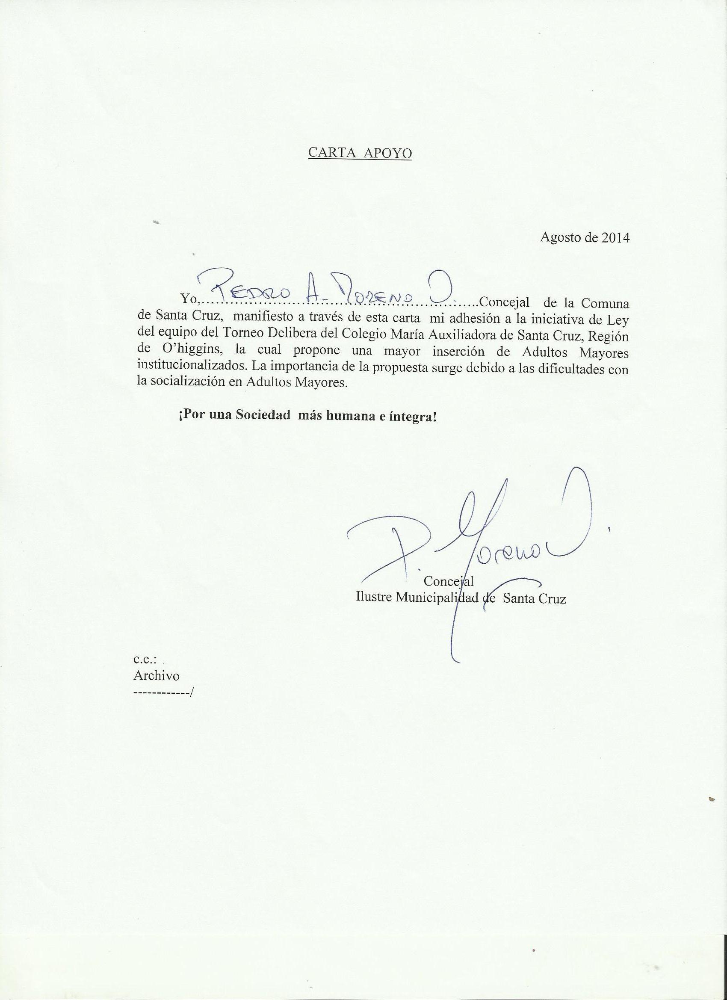 CARTA APOYO
Agosto de 2014
Yo,..... PEDRO A. MORENO .....Concejal de la Comuna
de Santa Cruz, manifiesto a través de esta carta mi adhesión a la iniciativa de Ley
del equipo del Torneo Delibera del Colegio María Auxiliadora de Santa Cruz, Región
de O'higgins, la cual propone una mayor inserción de Adultos Mayores
institucionalizados. La importancia de la propuesta surge debido a las dificultades con
la socialización en Adultos Mayores.
¡Por una Sociedad más humana e íntegra!
P. Moreno
Concejal
Ilustre Municipalidad de Santa Cruz
c.c.:
Archivo
------------/